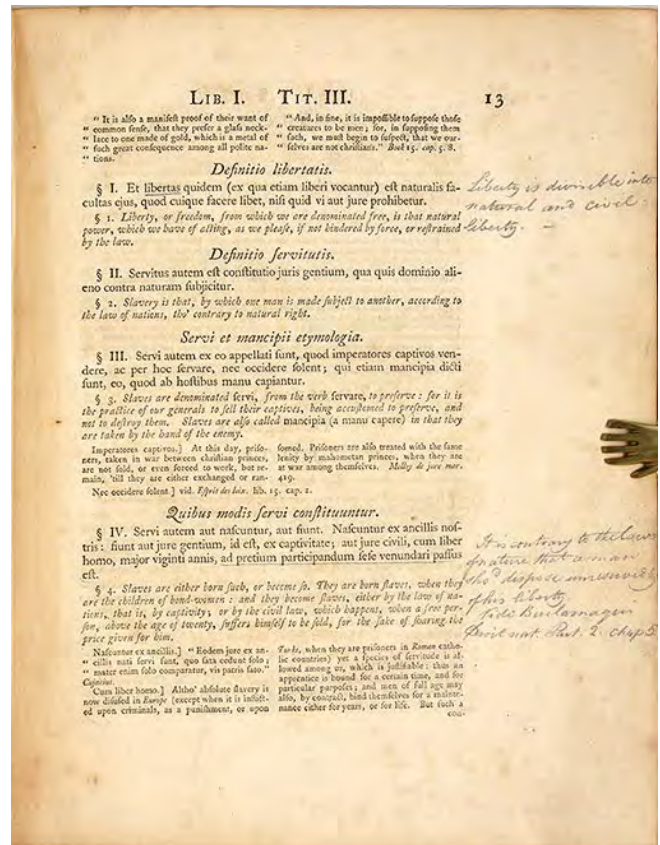 LIB. I. TIT. III. 13
" It is also a manifest proof of their want of
" common sense, that they prefer a glass neck-
" lace to one made of gold, which is a metal of
" such great consequence among all polite na-
" tions.
" And, in fine, it is impossible to suppose those
" creatures to be men; for, in supposing them
" such, we must begin to suspect, that we our-
" selves are not christians." Book 15. cap. 5. 8.
Definitio libertatis.
§ I. Et libertas quidem (ex qua etiam liberi vocantur) est naturalis fa-
cultas ejus, quod cuique facere libet, nisi quid vi aut jure prohibetur.
§ 1. Liberty, or freedom, from which we are denominated free, is that natural
power, which we have of acting, as we please, if not hindered by force, or restrained
by the law.
Liberty is divisible into
natural and civil
liberty. –
Definitio servitutis.
§ II. Servitus autem est constitutio juris gentium, qua quis dominio ali-
eno contra naturam subjicitur.
§ 2. Slavery is that, by which one man is made subject to another, according to
the law of nations, tho' contrary to natural right.
Servi et mancipii etymologia.
§ III. Servi autem ex eo appellati sunt, quod imperatores captivos ven-
dere, ac per hoc servare, nec occidere solent; qui etiam mancipia dicti
sunt, eo, quod ab hostibus manu capiantur.
§ 3. Slaves are denominated servi, from the verb servare, to preserve: for it is
the practice of our generals to sell their captives, being accustomed to preserve, and
not to destroy them. Slaves are also called mancipia (a manu capere) in that they
are taken by the hand of the enemy.
Imperatores captivos.] At this day, priso-
ners, taken in war between christian princes,
are not sold, or even forced to work, but re-
main, 'till they are either exchanged or ran-
somed. Prisoners are also treated with the same
lenity by mahometan princes, when they are
at war among themselves. Molloy de jure mar.
419.
Nec occidere solent.] vid. Esprit des loix. lib. 15. cap. 2.
Quibus modis servi constituuntur.
§ IV. Servi autem aut nascuntur, aut fiunt. Nascuntur ex ancillis nos-
tris: fiunt aut jure gentium, id est, ex captivitate; aut jure civili, cum liber
homo, major viginti annis, ad pretium participandum sese venundari passus
est.
§ 4. Slaves are either born such, or become so. They are born slaves, when they
are the children of bond-women: and they become slaves, either by the law of na-
tions, that is, by captivity; or by the civil law, which happens, when a free per-
son, above the age of twenty, suffers himself to be sold, for the sake of sharing the
price given for him.
It is contrary to the laws
of nature that a man
sho^d dispose unreservedly
of his liberty.
vide Burlamaqui
Droit nat. Part. 2. chap 5
Nascuntur ex ancillis.] " Eodem jure ex an-
" cillis nati servi sunt, quo sata cedunt solo;
" mater enim solo comparatur, vis patris sato."
Cujacius.
Cum liber homo.] Altho' absolute slavery is
now disused in Europe (except when it is inflict-
ed upon criminals, as a punishment, or upon
Turks, when they are prisoners in Roman catho-
lic countries) yet a species of servitude is al-
lowed among us, which is justifiable: thus an
apprentice is bound for a certain time, and for
particular purposes; and men of full age may
also, by contract, bind themselves for a mainte-
nance either for years, or for life. But such a
con-